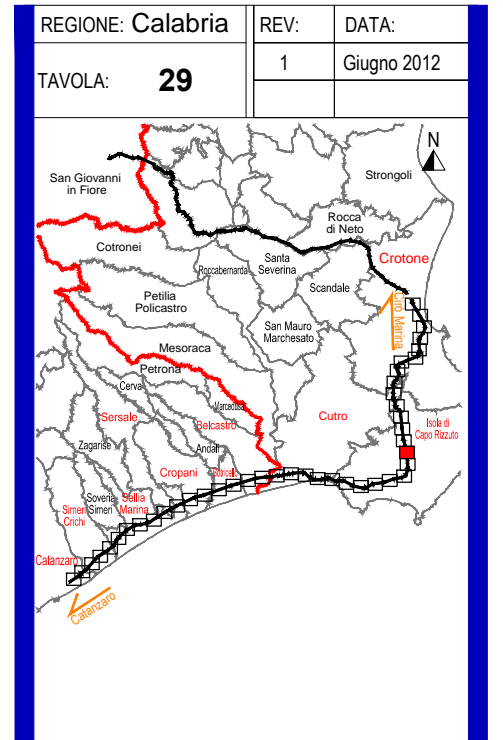 REGIONE: Calabria
REV:
DATA:
TAVOLA: 29
1
Giugno 2012
N
San Giovanni
in Fiore
Strongoli
Rocca
di Neto
Cotronei
Santa
Severina
Crotone
Roccabernarda
Scandale
Petilia
Policastro
Ciro Marina
San Mauro
Marchesato
Mesoraca
Petrona
Cerva
Marcedusa
Sersale
Belcastro
Cutro
Isola di
Capo Rizzuto
Andali
Zagarise
Cropani
Botricello
Soveria
Simeri
Sellia
Marina
Simeri
Crichi
Catanzaro
Catanzaro